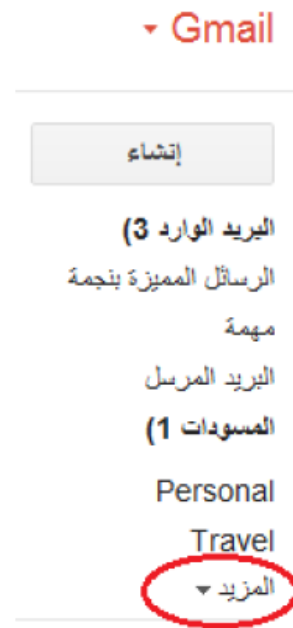 Gmail
إنشاء
البريد الوارد 3)
الرسائل المميزة بنجمة
مهمة
البريد المرسل
المسودات 1)
Personal
Travel
المزيد